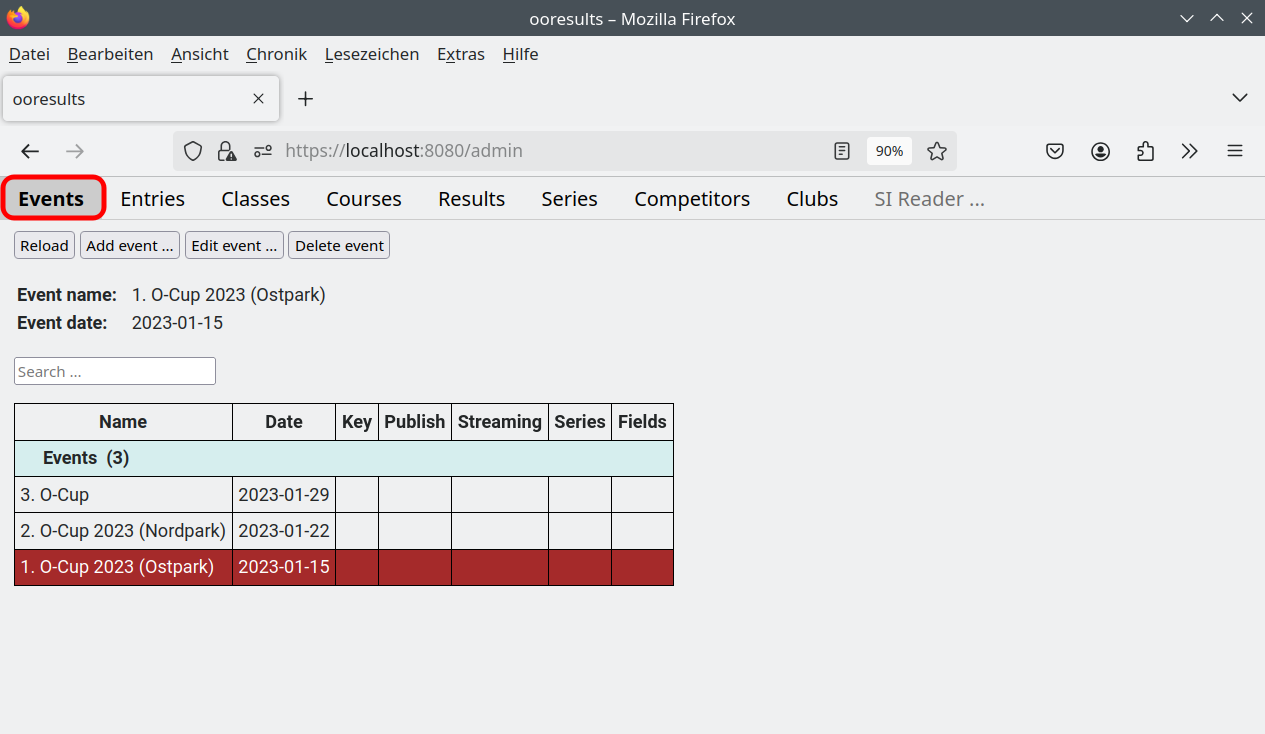 ooresults – Mozilla Firefox
Datei Bearbeiten Ansicht Chronik Lesezeichen Extras Hilfe
ooresults
https://localhost:8080/admin 90%
Events Entries Classes Courses Results Series Competitors Clubs SI Reader ...
Reload Add event ... Edit event ... Delete event
Event name: 1. O-Cup 2023 (Ostpark)
Event date: 2023-01-15
Search ...
Name Date Key Publish Streaming Series Fields
Events (3)
3. O-Cup 2023-01-29
2. O-Cup 2023 (Nordpark) 2023-01-22
1. O-Cup 2023 (Ostpark) 2023-01-15